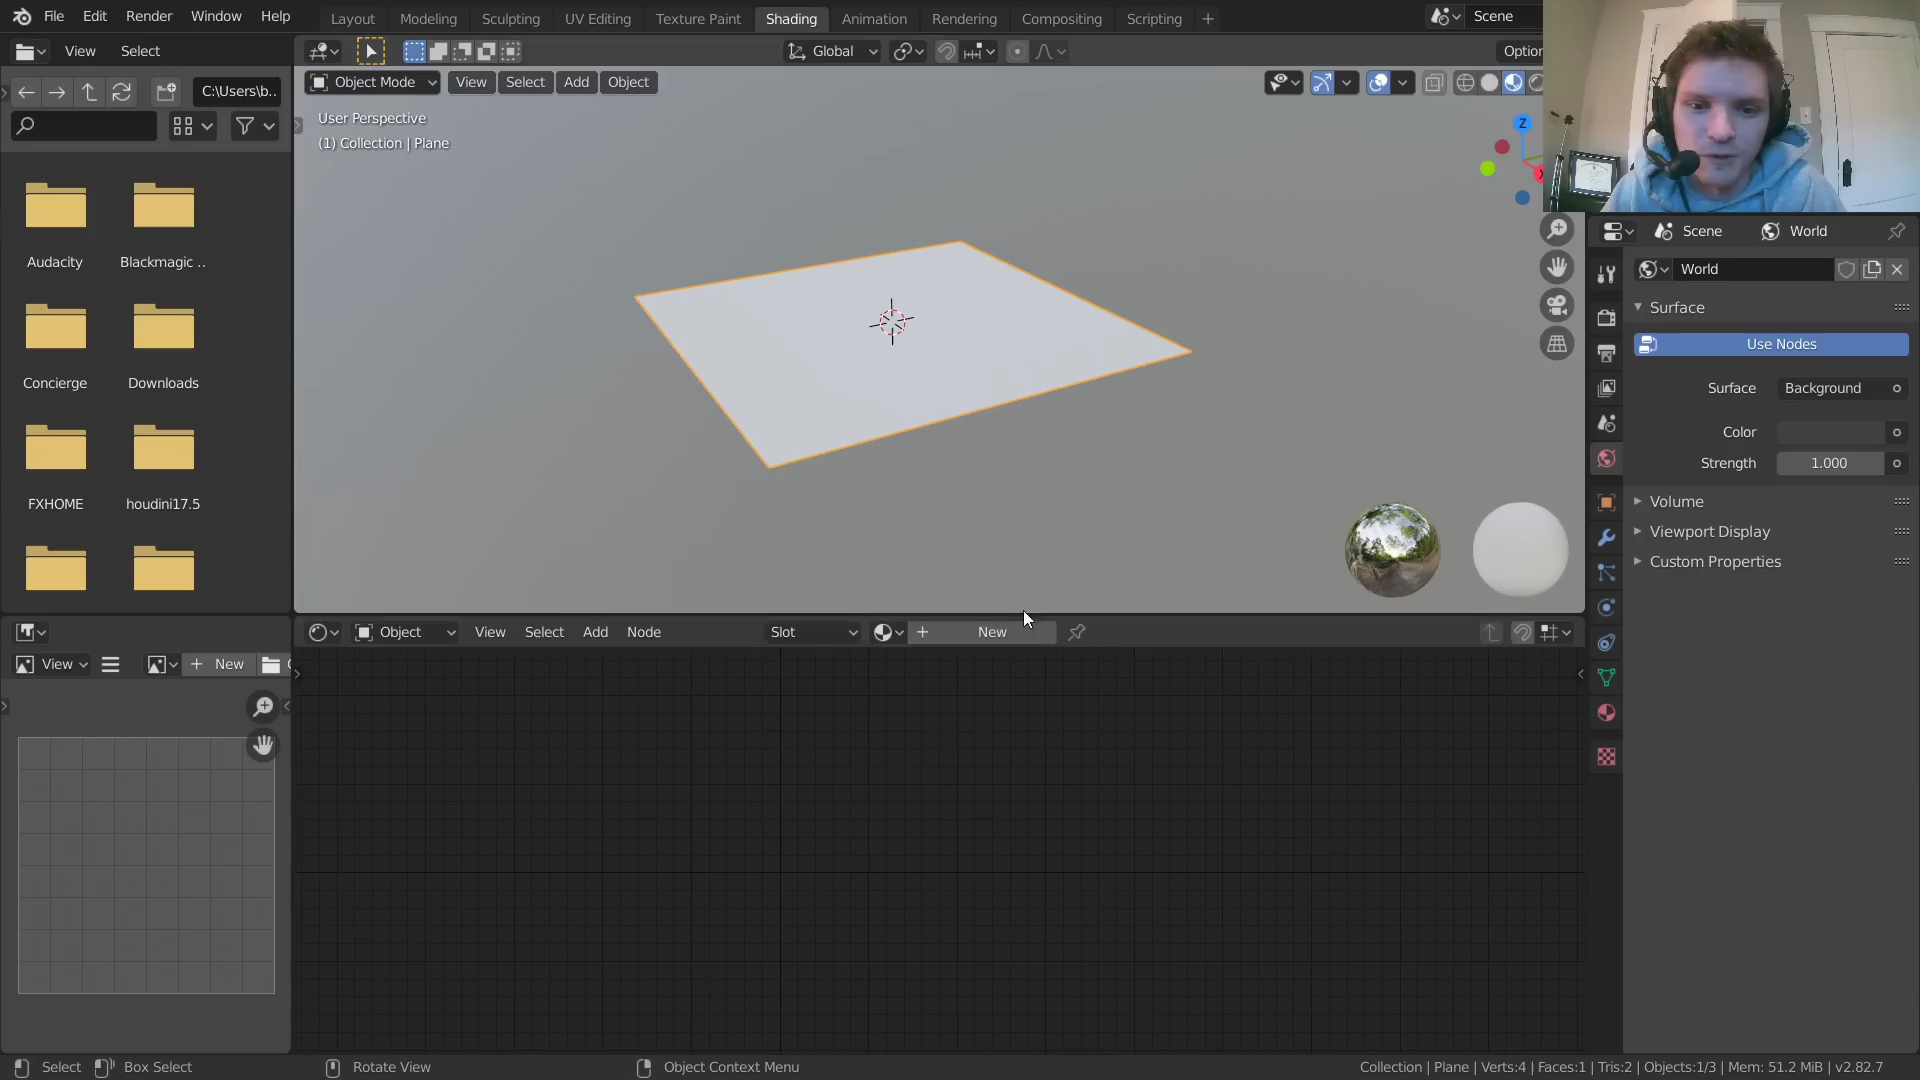 File Edit Render Window Help Layout Modeling Sculpting UV Editing Texture Paint Shading Animation Rendering Compositing Scripting + Scene
View Select
Global
C:\Users\b..
Object Mode View Select Add Object
User Perspective
(1) Collection | Plane
Z
Audacity Blackmagic ..
Concierge Downloads
FXHOME houdini17.5
Scene World
World
Surface
Use Nodes
Surface Background
Color
Strength 1.000
Volume
Viewport Display
Custom Properties
Object View Select Add Node Slot New
View New
Select Box Select Rotate View Object Context Menu Collection | Plane | Verts:4 | Faces:1 | Tris:2 | Objects:1/3 | Mem: 51.2 MiB | v2.82.7